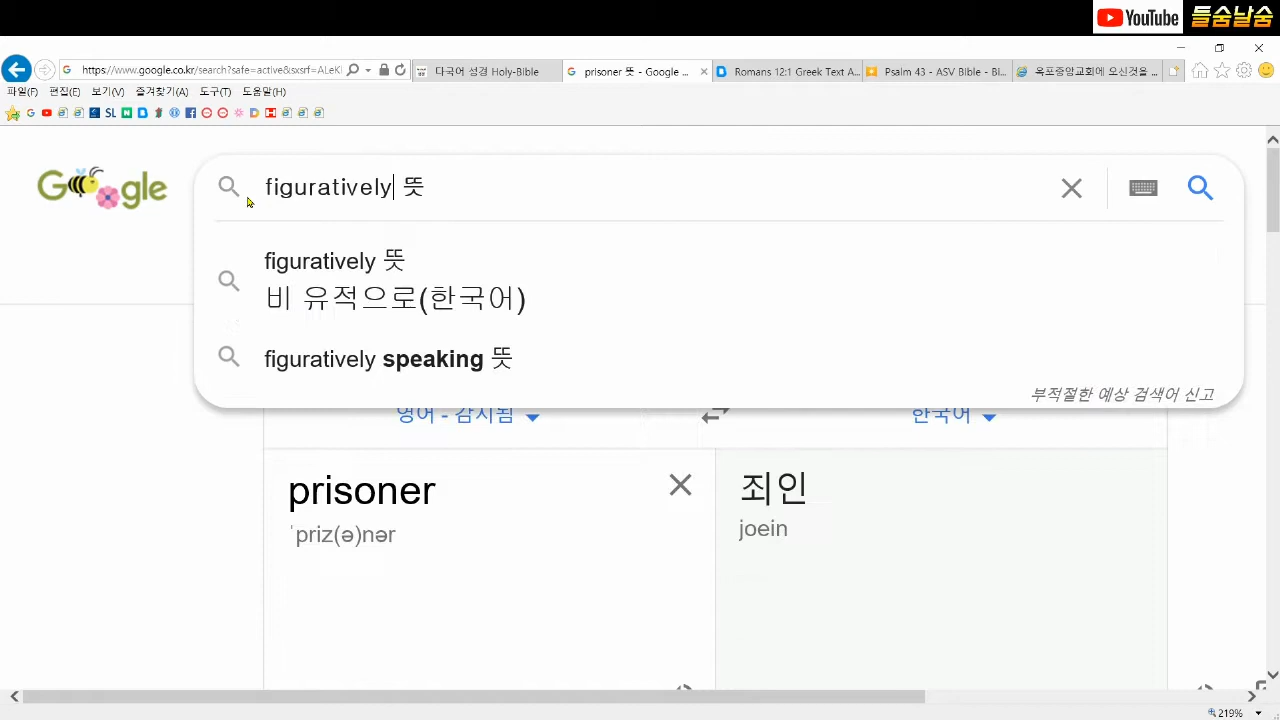 YouTube 들숨날숨
https://www.google.co.kr/search?safe=active&sxsrf=ALeK
다국어 성경 Holy-Bible
prisoner 뜻 - Google ...
Romans 12:1 Greek Text A...
Psalm 43 - ASV Bible - Bi...
옥포중앙교회에 오신것을 ...
파일(F) 편집(E) 보기(V) 즐겨찾기(A) 도구(T) 도움말(H)
SL
Google
figuratively 뜻
figuratively 뜻
비 유적으로(한국어)
figuratively speaking 뜻
부적절한 예상 검색어 신고
영어 - 감지됨 한국어
prisoner 죄인
ˈpriz(ə)nər joein
219%